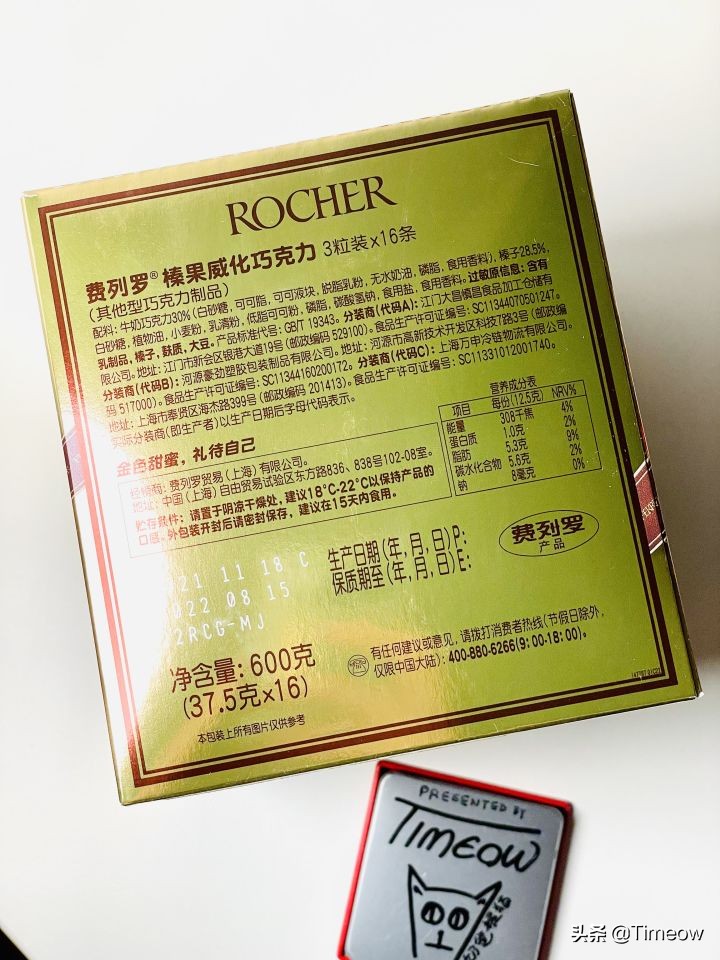 ROCHER
费列罗®榛果威化巧克力 3粒装×16条
(其他型巧克力制品)
配料: 牛奶巧克力30%(白砂糖, 可可脂, 可可液块, 脱脂乳粉, 无水奶油, 磷脂, 食用香料), 榛子28.5%,
白砂糖, 植物油, 小麦粉, 乳清粉, 低脂可可粉, 磷脂, 碳酸氢钠, 食用盐, 食用香料。过敏原信息: 含有
乳制品, 榛子, 麸质, 大豆。产品标准代号: GB/T 19343。分装商(代码A): 江门大昌慎昌食品加工仓储有
限公司。地址: 江门市新会区银港大道19号(邮政编码 529100)。食品生产许可证编号: SC11344070501247。
分装商(代码B): 河源豪劲塑胶包装制品有限公司。地址: 河源市高新技术开发区科技7路3号(邮政编
码 517000)。食品生产许可证编号: SC11344160200172。分装商(代码C): 上海万申冷链物流有限公司。
地址: 上海市奉贤区海杰路399号(邮政编码 201413)。食品生产许可证编号: SC11331012001740。
实际分装商(即生产者)以生产日期后字母代码表示。
金色甜蜜, 礼待自己
经销商: 费列罗贸易(上海)有限公司。
地址: 中国(上海)自由贸易试验区东方路836、838号102-08室。
贮存条件: 请置于阴凉干燥处, 建议18°C-22°C以保持产品的
口感。外包装开封后请密封保存, 建议在15天内食用。
营养成分表
项目 每份(12.5克) NRV%
能量 308千焦 4%
蛋白质 1.0克 2%
脂肪 5.3克 9%
碳水化合物 5.6克 2%
钠 8毫克 0%
21 11 18 C
022 08 15
2RCG-MJ
生产日期(年, 月, 日)P:
保质期至(年, 月, 日)E:
费列罗
产品
净含量: 600克
(37.5克×16)
有任何建议或意见, 请拨打消费者热线(节假日除外,
仅限中国大陆): 400-880-6266(9:00-18:00)。
本包装上所有图片仅供参考
PRESENTED BY
TIMEOW
头条 @Timeow